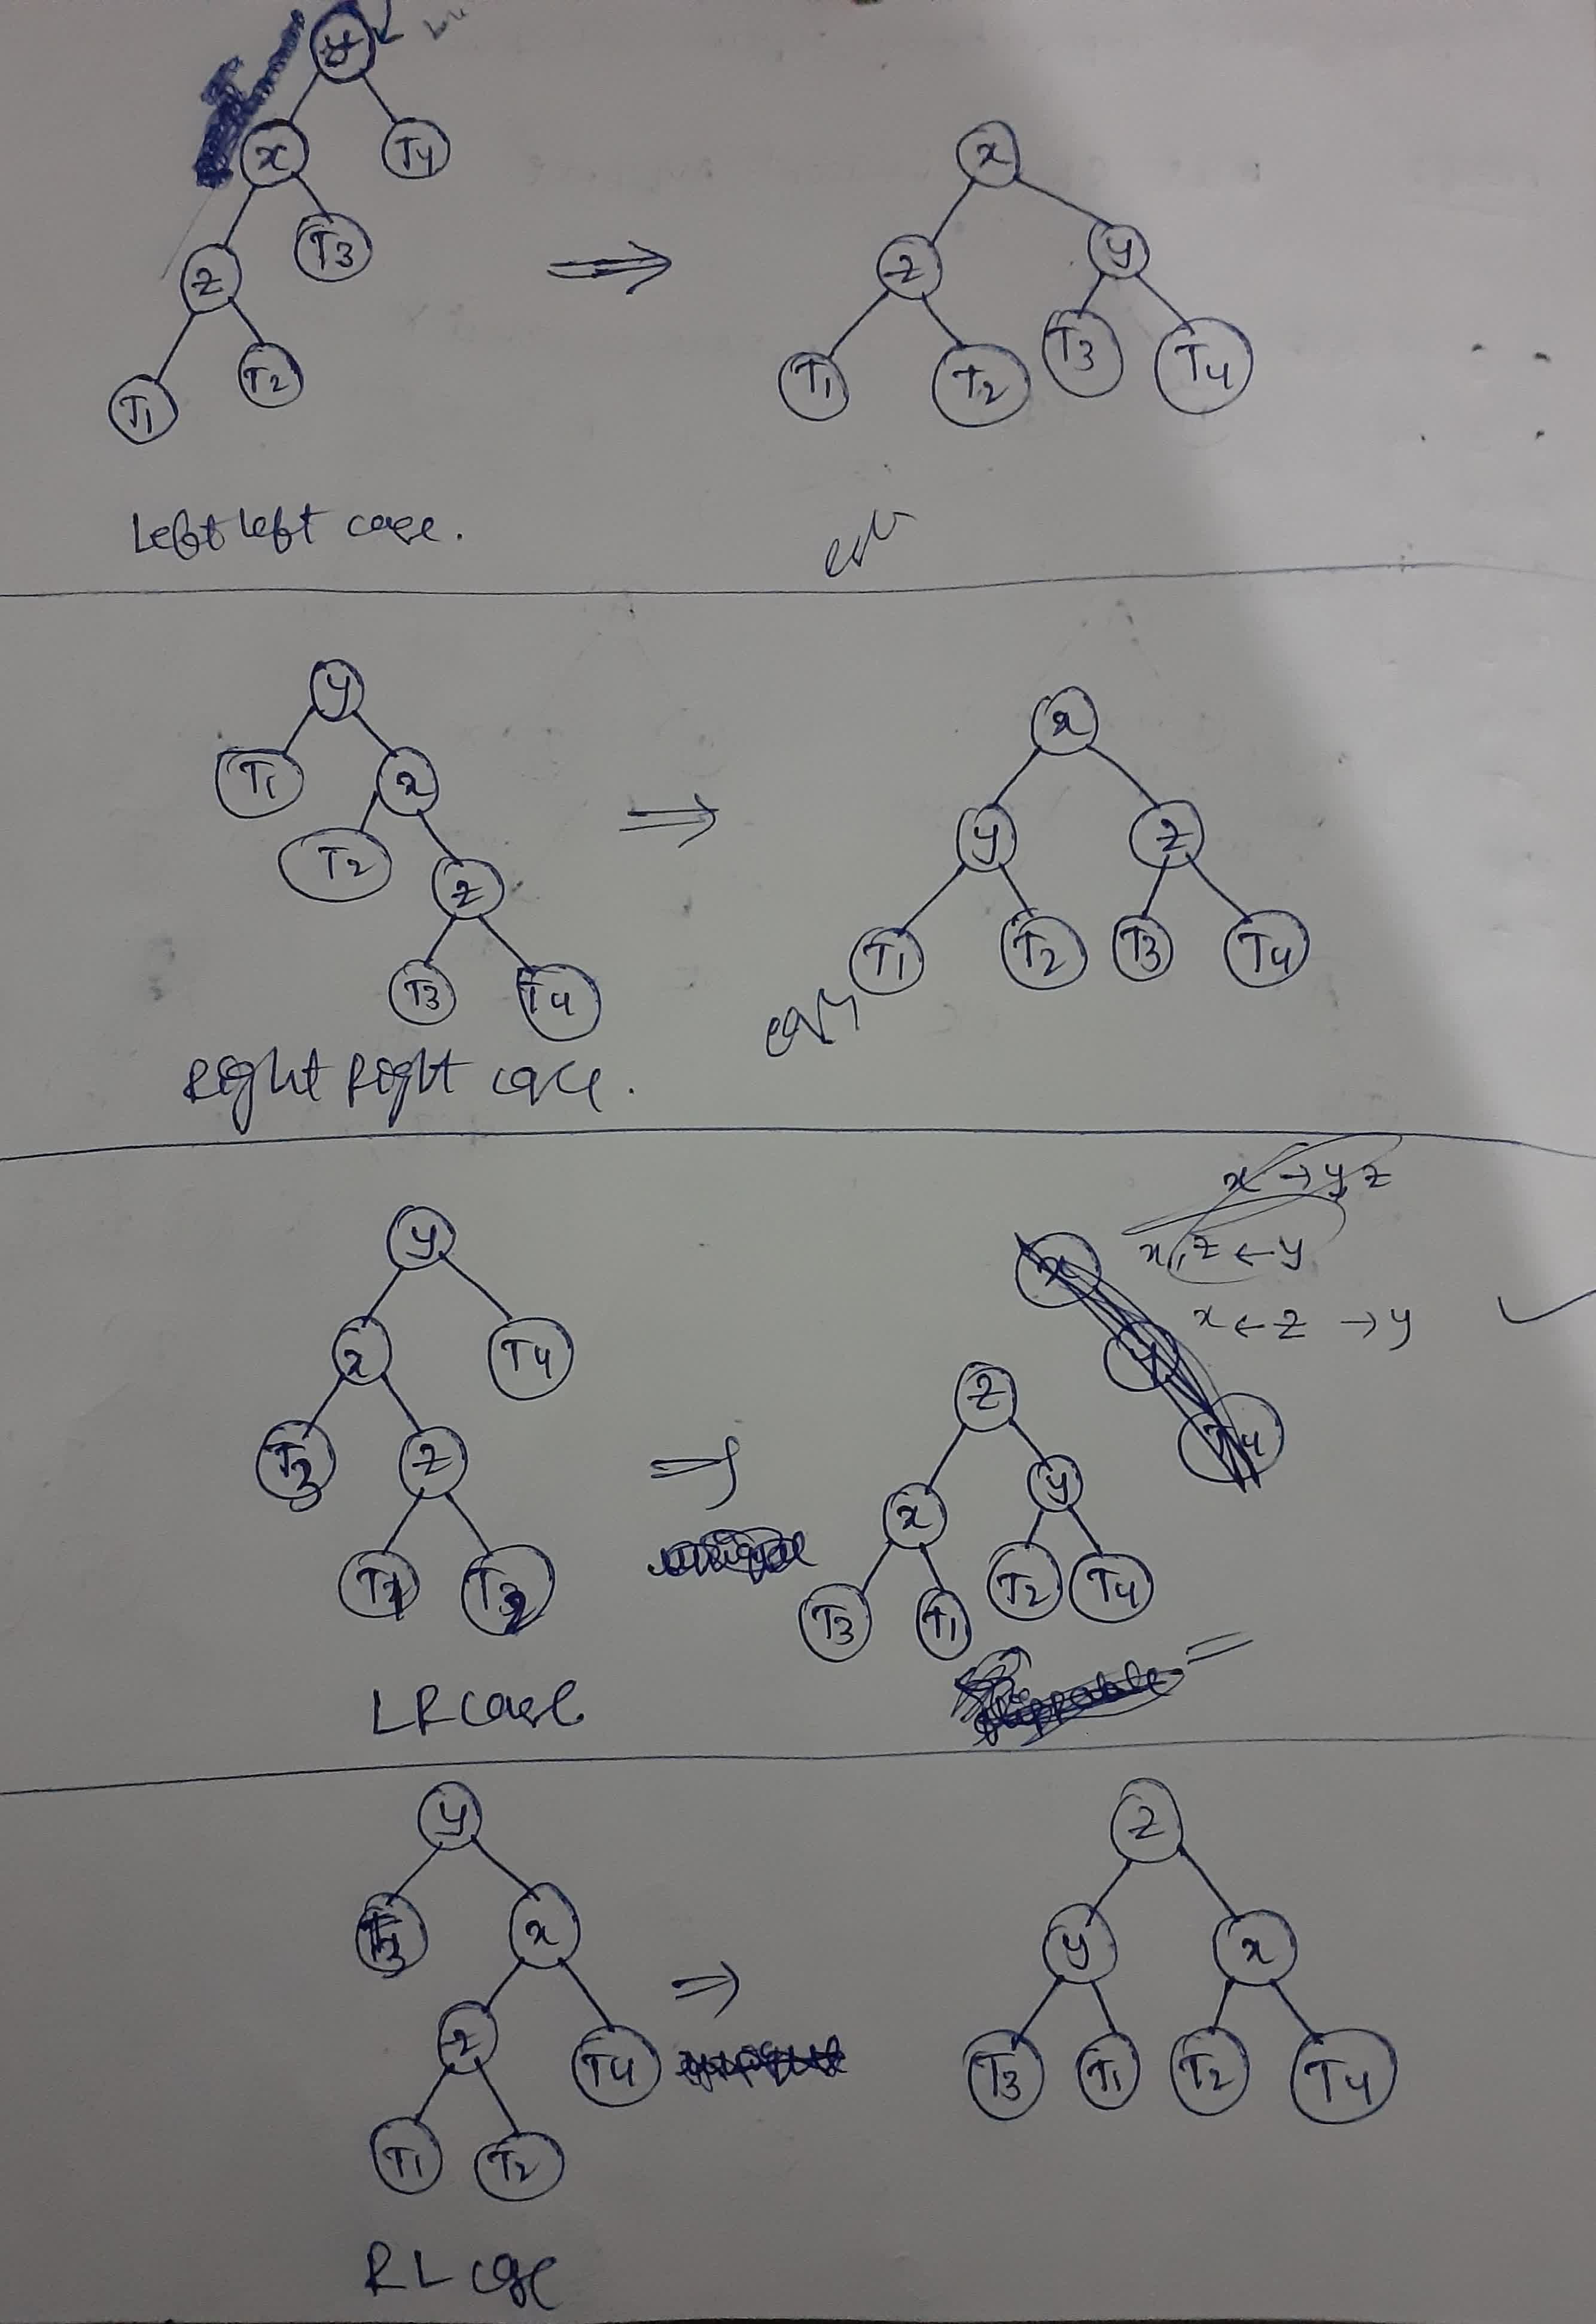 y
x T4
z T3
T1 T2
⇒
x
z y
T1 T2 T3 T4
Left left case.
y
T1 x
T2 z
T3 T4
⇒
x
y z
T1 T2 T3 T4
easy
Right Right case.
x → y, z
x, z ← y
x ← z → y
y
x T4
T3 z
T1 T2
⇒
z
x y
T3 T1 T2 T4
LR case
y
T3 x
z T4
T1 T2
⇒
z
y x
T3 T1 T2 T4
RL case